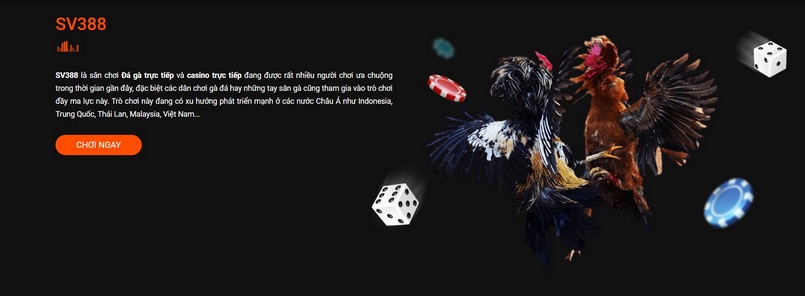 SV388
SV388 là sân chơi Đá gà trực tiếp và casino trực tiếp đang được rất nhiều người chơi ưa chuộng
trong thời gian gần đây, đặc biệt các dân chơi gà đá hay những tay săn gà cũng tham gia vào trò chơi
đầy ma lực này. Trò chơi này đang có xu hướng phát triển mạnh ở các nước Châu Á như Indonesia,
Trung Quốc, Thái Lan, Malaysia, Việt Nam...
CHƠI NGAY